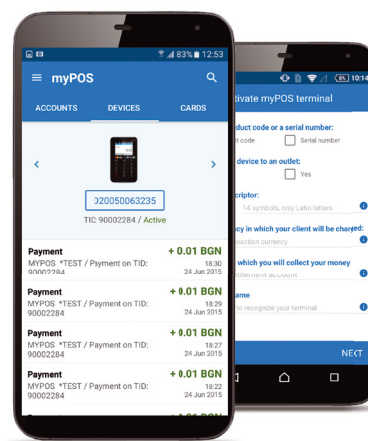 83% 12:53
myPOS
ACCOUNTS DEVICES CARDS
020050063235
TID: 90002284 / Active
Payment + 0.01 BGN
MYPOS *TEST / Payment on TID: 18:30
90002284 24 Jun 2015
Payment + 0.01 BGN
MYPOS *TEST / Payment on TID: 18:29
90002284 24 Jun 2015
Payment + 0.01 BGN
MYPOS *TEST / Payment on TID: 18:27
90002284 24 Jun 2015
Payment + 0.01 BGN
MYPOS *TEST / Payment on TID: 18:22
90002284 24 Jun 2015
10:14
tivate myPOS terminal
duct code or a serial number:
t code Serial number
device to an outlet:
Yes
criptor:
14 symbols, only Latin letters
cy in which your client will be charged:
saction currency
which you will collect your money
ttlement account
ame
to recognize your terminal
NEXT